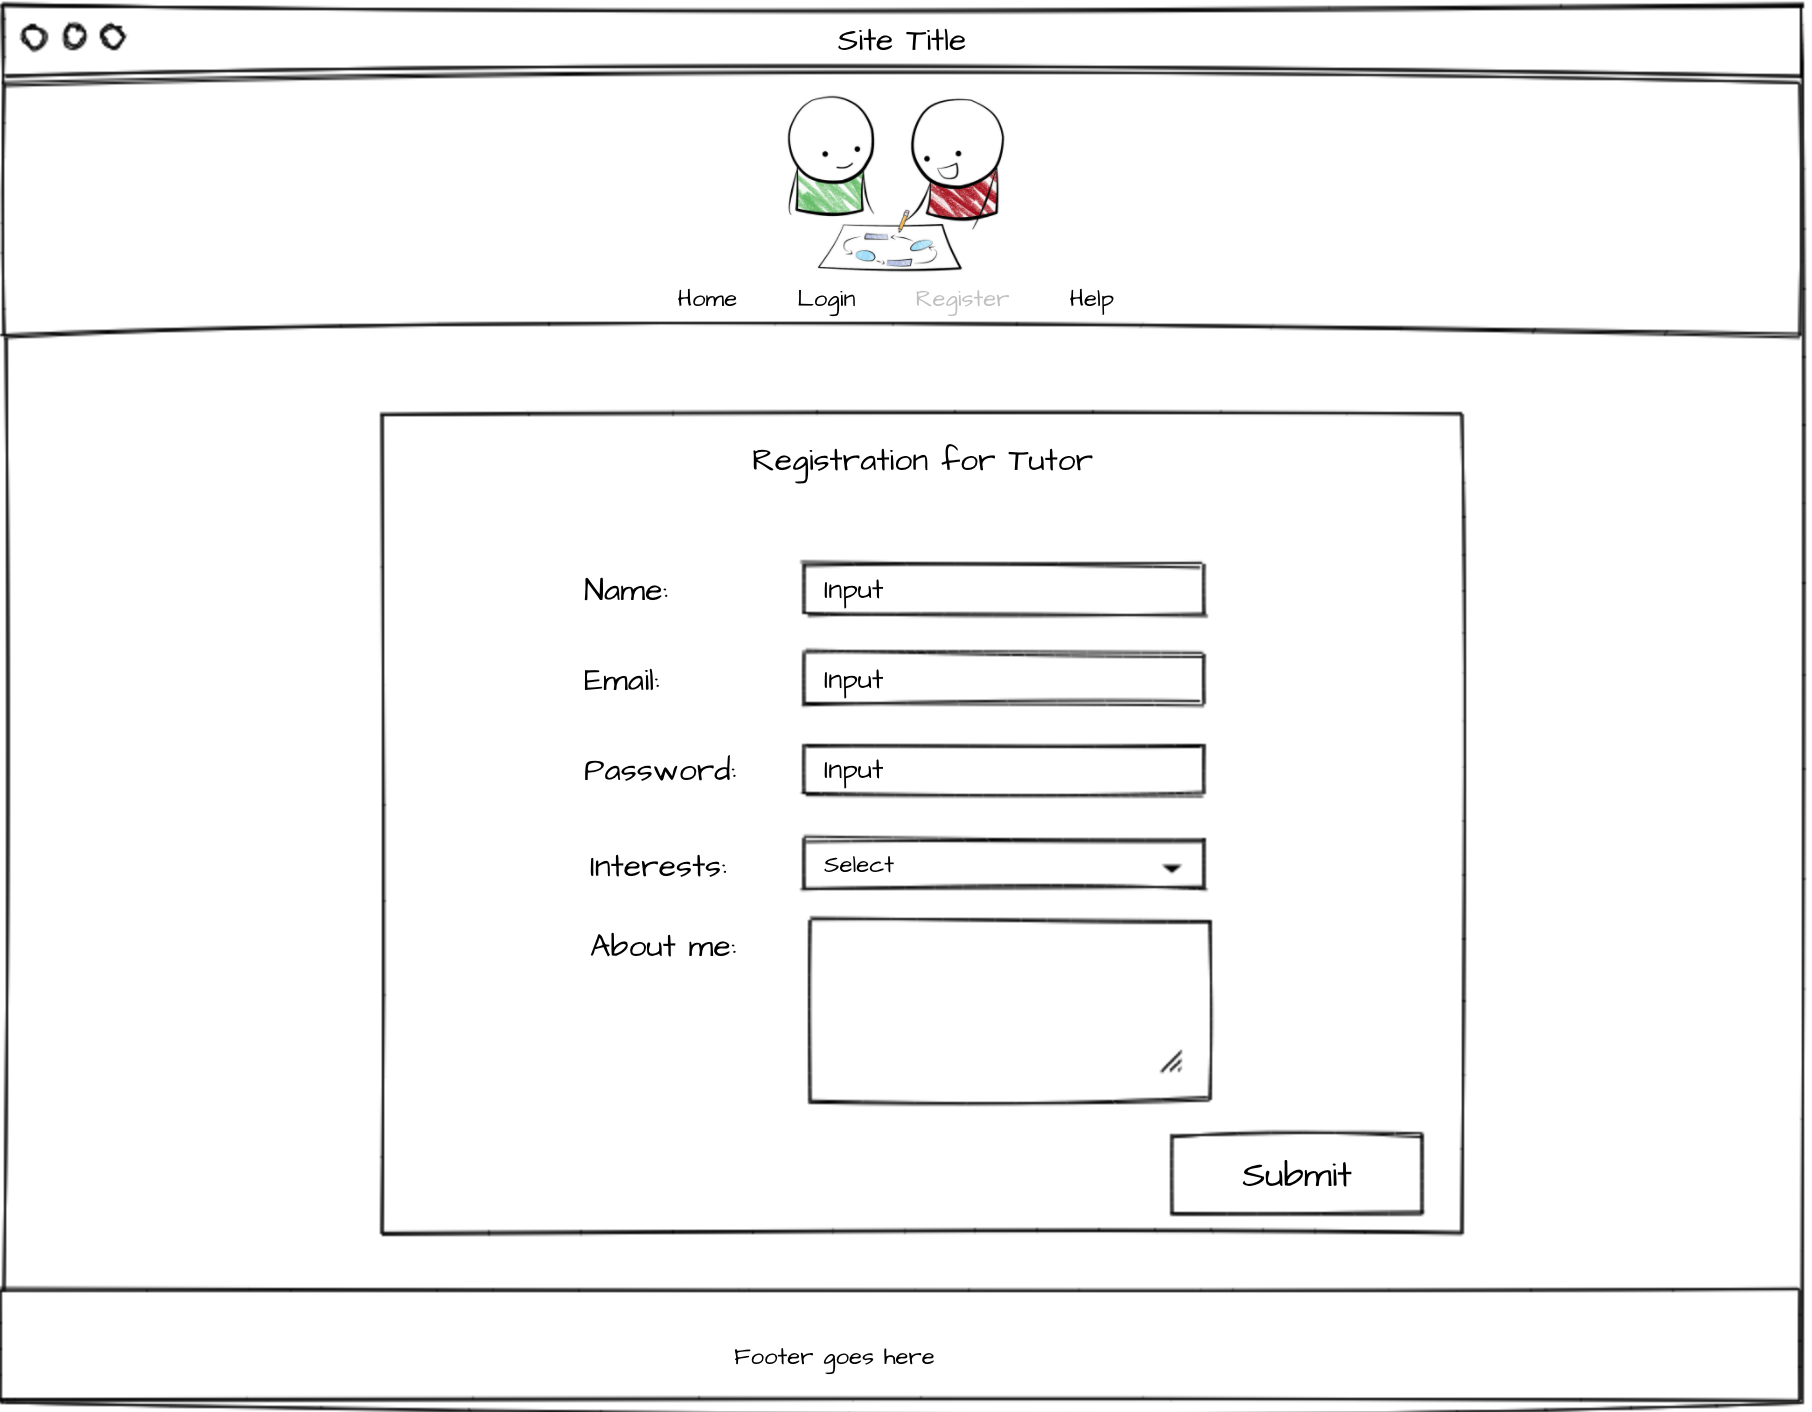 Site Title
Home Login Register Help
Registration for Tutor
Name: Input
Email: Input
Password: Input
Interests: Select
About me:
Submit
Footer goes here